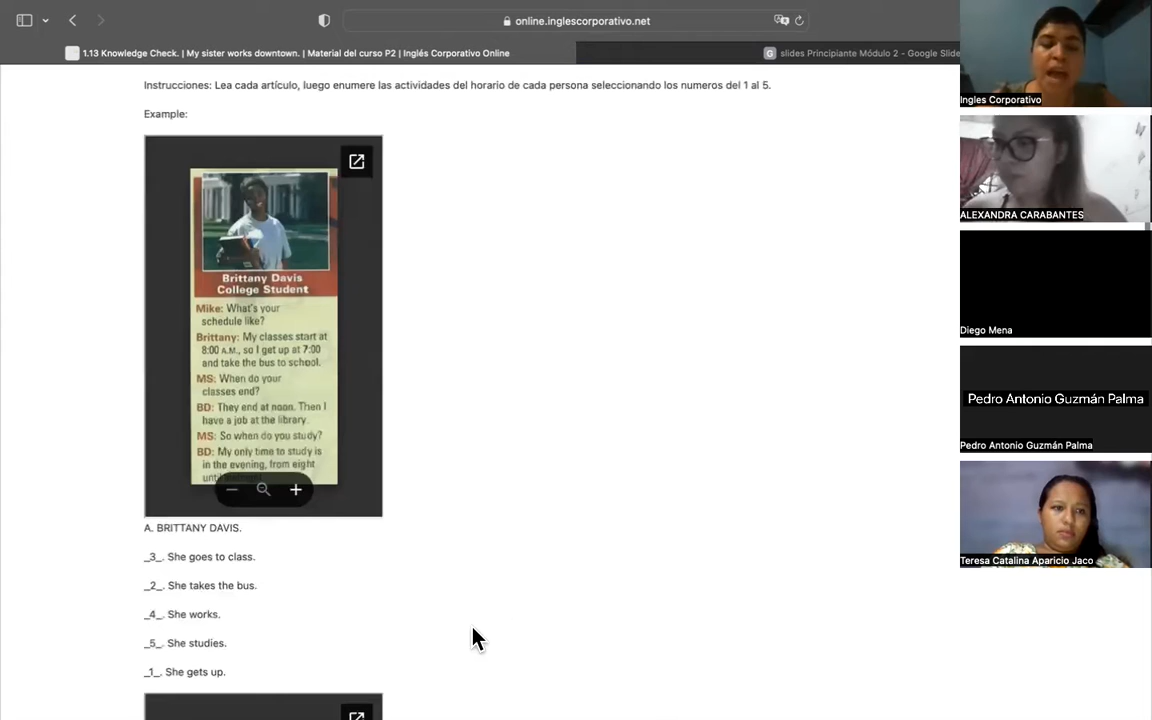 online.inglescorporativo.net
1.13 Knowledge Check. | My sister works downtown. | Material del curso P2 | Inglés Corporativo Online
slides Principiante Módulo 2 - Google Slide
Instrucciones: Lea cada artículo, luego enumere las actividades del horario de cada persona seleccionando los numeros del 1 al 5.
Example:
Brittany Davis
College Student
Mike: What's your
schedule like?
Brittany: My classes start at
8:00 A.M., so I get up at 7:00
and take the bus to school.
MS: When do your
classes end?
BD: They end at noon. Then I
have a job at the library.
MS: So when do you study?
BD: My only time to study is
in the evening, from eight
until
A. BRITTANY DAVIS.
_3_. She goes to class.
_2_. She takes the bus.
_4_. She works.
_5_. She studies.
_1_. She gets up.
Ingles Corporativo
ALEXANDRA CARABANTES
Diego Mena
Pedro Antonio Guzmán Palma
Pedro Antonio Guzmán Palma
Teresa Catalina Aparicio Jaco